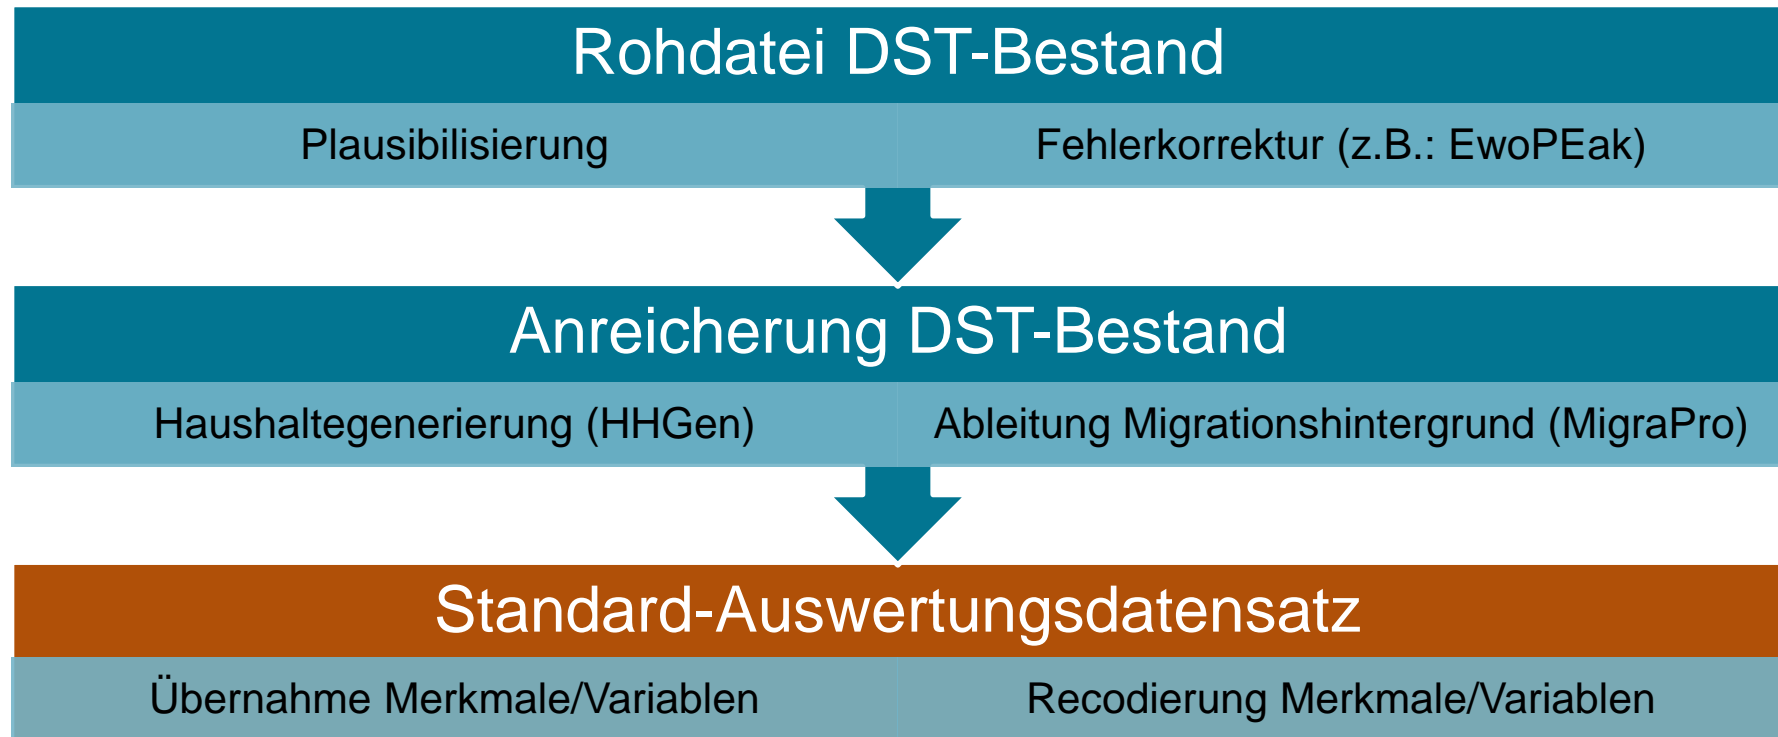 Rohdatei DST-Bestand
Plausibilisierung
Fehlerkorrektur (z.B.: EwoPEak)
Anreicherung DST-Bestand
Haushaltegenerierung (HHGen)
Ableitung Migrationshintergrund (MigraPro)
Standard-Auswertungsdatensatz
Übernahme Merkmale/Variablen
Recodierung Merkmale/Variablen